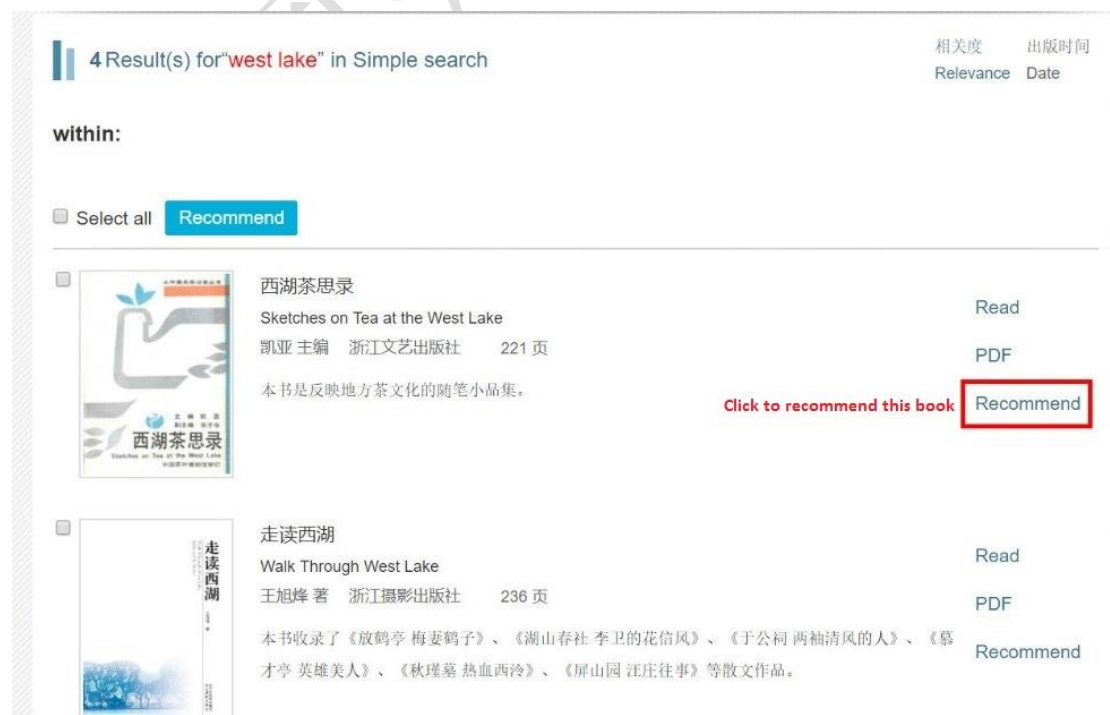 4 Result(s) for“west lake” in Simple search
相关度 出版时间
Relevance Date
within:
Select all Recommend
西湖茶思录
Sketches on Tea at the West Lake
凯亚 主编 浙江文艺出版社 221 页
本书是反映地方茶文化的随笔小品集。
Read
PDF
Click to recommend this book Recommend
西湖茶思录
Sketches on Tea at the West Lake
走读西湖
Walk Through West Lake
王旭烽 著 浙江摄影出版社 236 页
本书收录了《放鹤亭 梅妻鹤子》、《湖山春社 李卫的花信风》、《于公祠 两袖清风的人》、《慕
才亭 英雄美人》、《秋瑾墓 热血西泠》、《屏山园 汪庄往事》等散文作品。
Read
PDF
Recommend
走读西湖